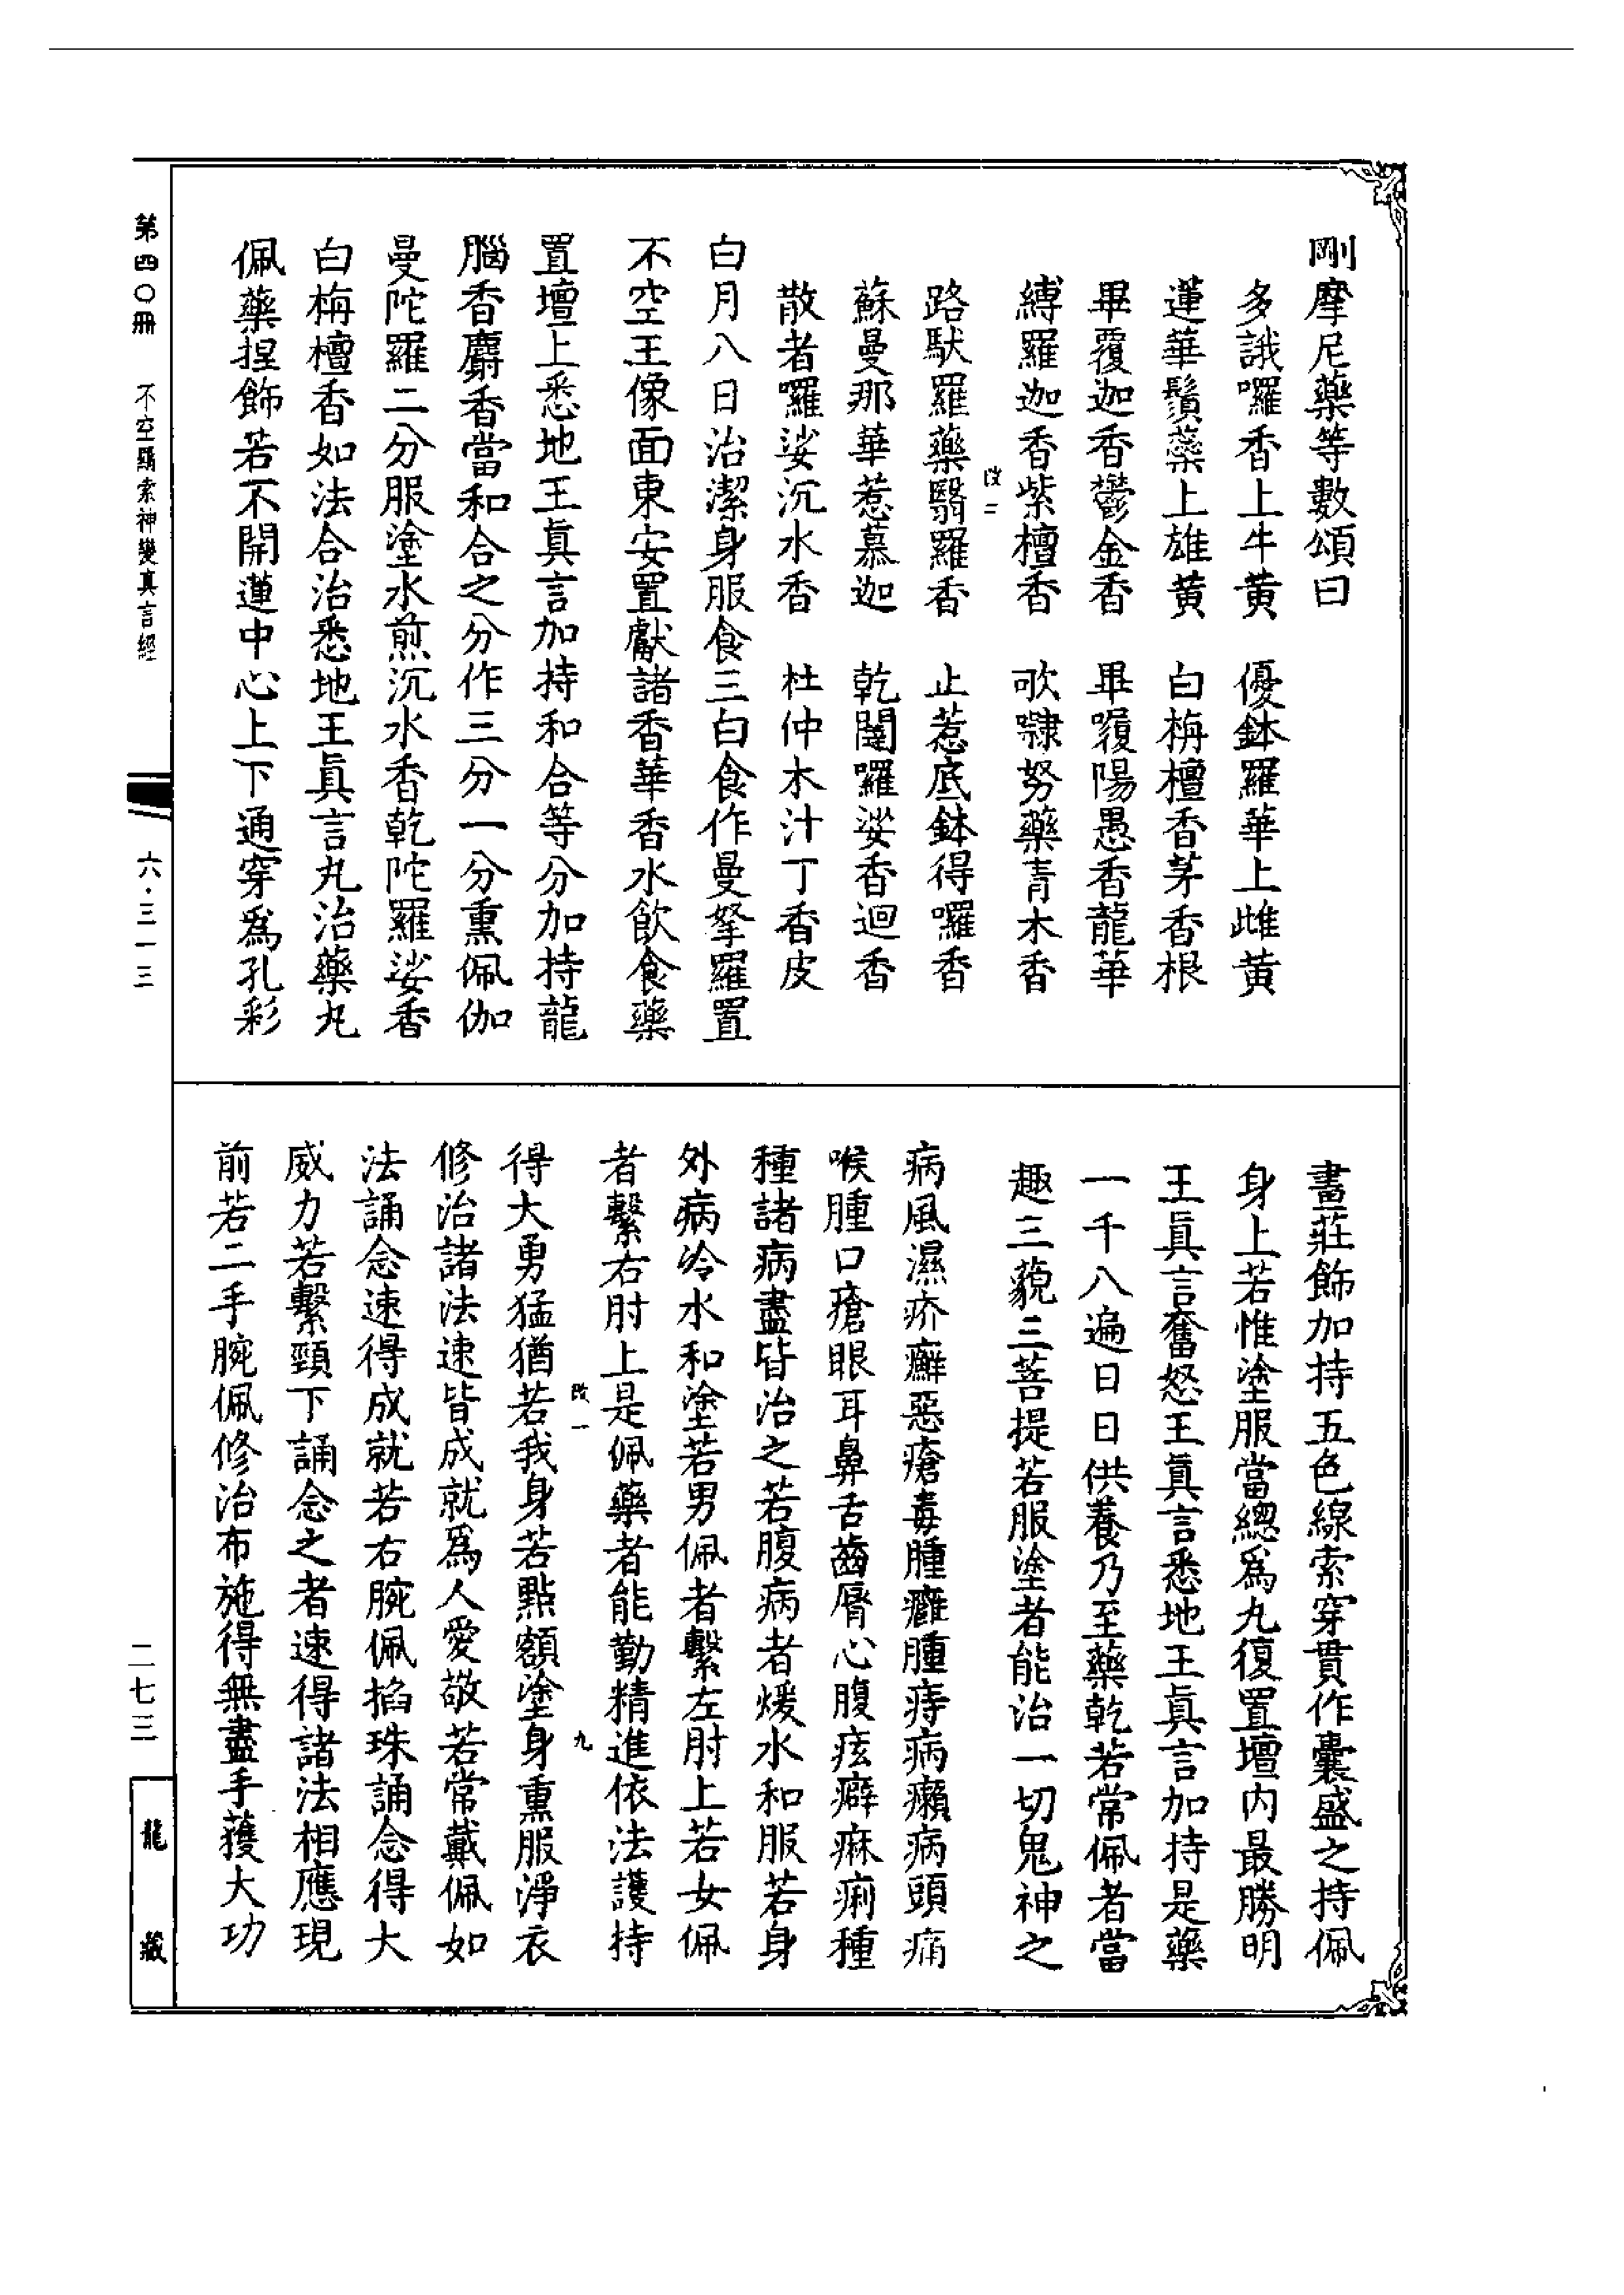 剛摩尼藥等數頌曰
多誐囉香上牛黃　優鉢羅華上雌黃
蓮華鬚蘂上雄黃　白栴檀香茅香根
畢覆迦香鬱金香　畢㗿陽愚香龍華
縛羅迦香紫檀香　㰤㘑努藥青木香
路馱羅藥翳羅香　止惹底鉢得囉香
改二
蘇曼那華惹慕迦　乾闥囉娑香迴香
散者囉娑沉水香　杜仲木汁丁香皮
白月八日治潔身服食三白食作曼拏羅置
不空王像面東安置獻諸香華香水飲食藥
置壇上悉地王真言加持和合等分加持龍
腦香麝香當和合之分作三分一分熏佩伽
曼陀羅二分服塗水煎沉水香乾陀羅娑香
白栴檀香如法合治悉地王真言丸治藥丸
佩藥捏飾若不開蓮中心上下通穿為孔彩
畫莊飾加持五色線索穿貫作囊盛之持佩
身上若惟塗服當總為丸復置壇內最勝明
王真言奮怒王真言悉地王真言加持是藥
一千八遍日日供養乃至藥乾若常佩者當
趣三藐三菩提若服塗者能治一切鬼神之
病風濕疥癬惡瘡毒腫癰腫痔病癩病頭痛
喉腫口瘡眼耳鼻舌齒脣心腹痃癖痳痢種
種諸病盡皆治之若腹病者煖水和服若身
外病冷水和塗若男佩者繫左肘上若女佩
者繫右肘上是佩藥者能勤精進依法護持
改一　九
得大勇猛猶若我身若點額塗身熏服淨衣
修治諸法速皆成就為人愛敬若常戴佩如
法誦念速得成就若右腕佩掐珠誦念得大
威力若繫頸下誦念之者速得諸法相應現
前若二手腕佩修治布施得無盡手獲大功
第四〇冊　不空羂索神變真言經　六·三一三
二七三
龍藏